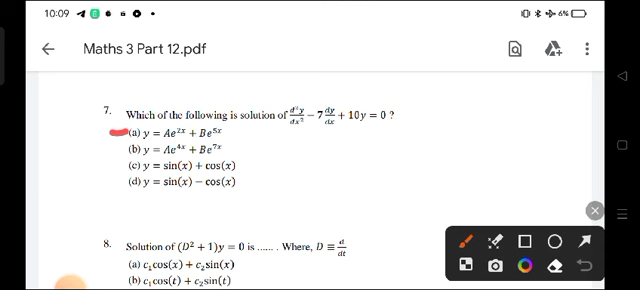 10:09
6%
Maths 3 Part 12.pdf
7. Which of the following is solution of d²y/dx² − 7 dy/dx + 10y = 0 ?
(a) y = Ae^{2x} + Be^{5x}
(b) y = Ae^{4x} + Be^{7x}
(c) y = sin(x) + cos(x)
(d) y = sin(x) − cos(x)
8. Solution of (D² + 1)y = 0 is ...... . Where, D ≡ d/dt
(a) c₁cos(x) + c₂sin(x)
(b) c₁cos(t) + c₂sin(t)